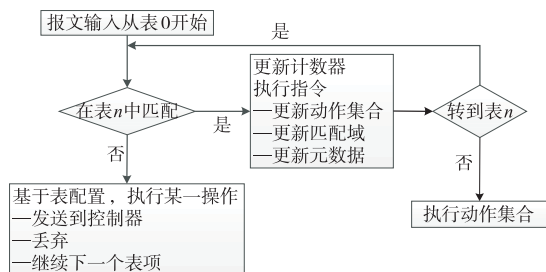 报文输入从表0开始
是
更新计数器
执行指令
—更新动作集合
—更新匹配域
—更新元数据
在表n中匹配
是
转到表n
否
否
基于表配置，执行某一操作
—发送到控制器
—丢弃
—继续下一个表项
执行动作集合